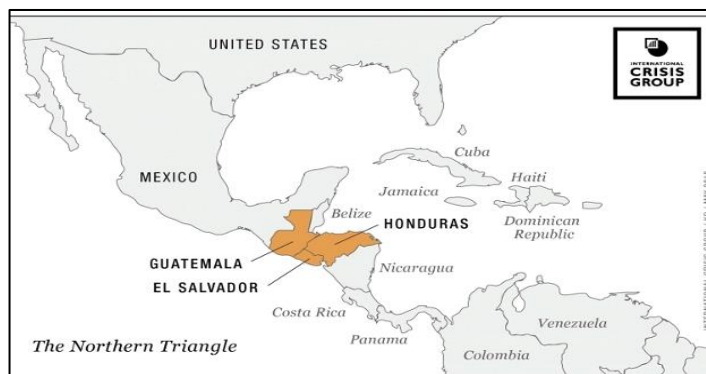 UNITED STATES
INTERNATIONAL
CRISIS
GROUP
MEXICO
Cuba
Haiti
Jamaica
Dominican
Republic
Belize
HONDURAS
GUATEMALA
Nicaragua
EL SALVADOR
Costa Rica
Venezuela
Panama
The Northern Triangle
Colombia